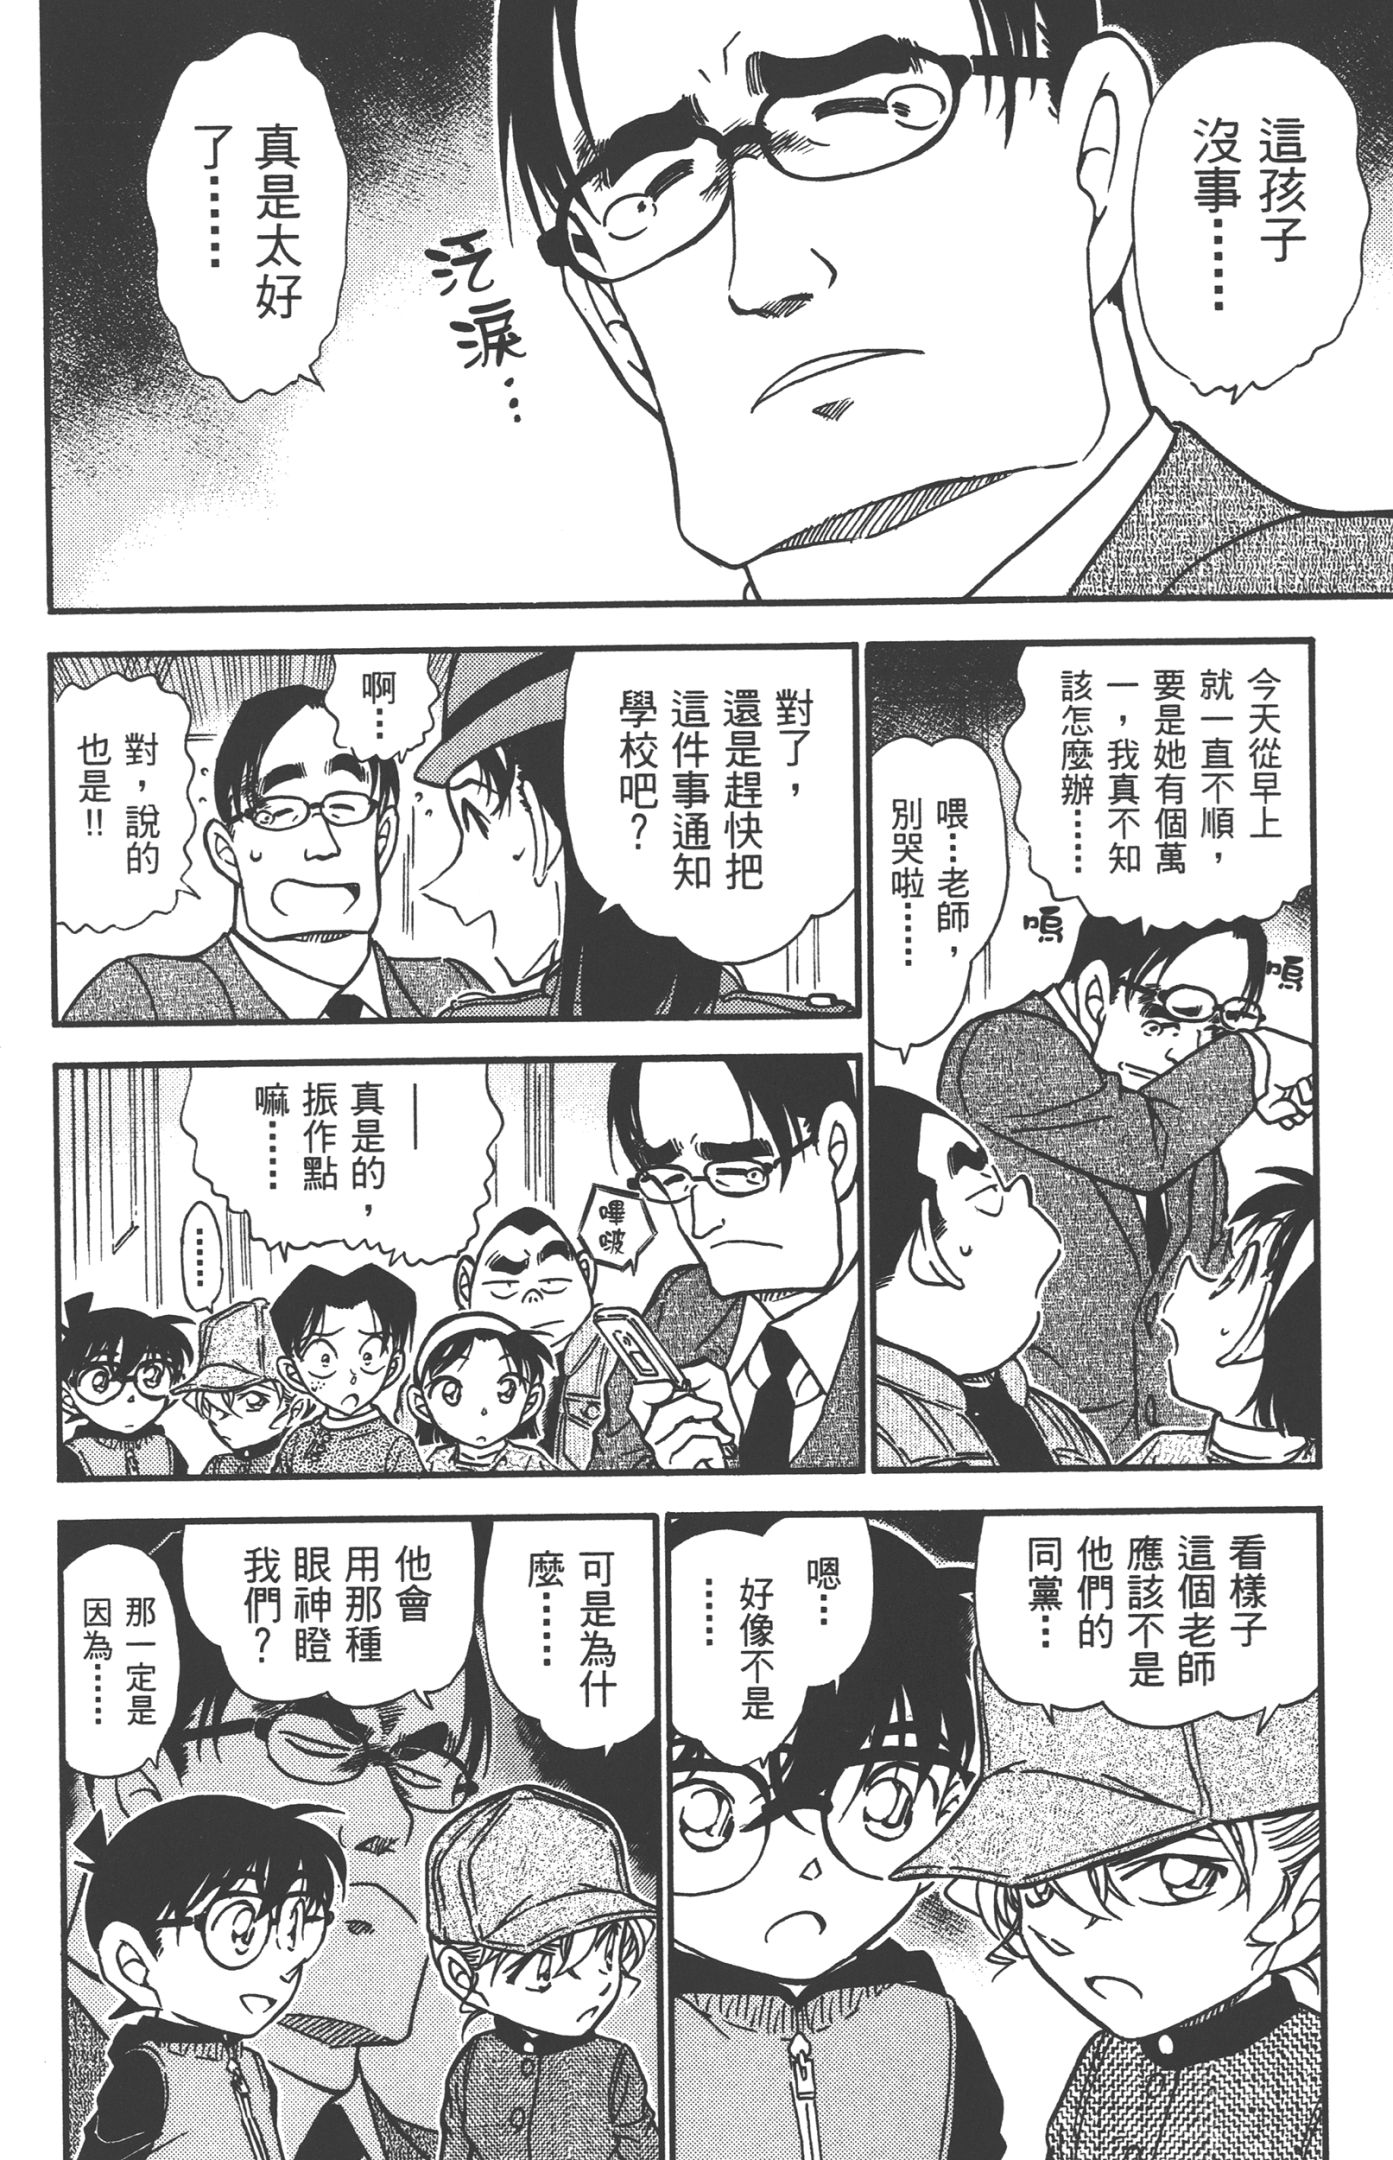 這孩子
沒事……
汒淚…
真是太好
了……
今天從早上
就一直不順，
要是她有個萬
一，我真不知
該怎麼辦……
嗚
嗚
喂…老師，
別哭啦……
對了，
還是趕快把
這件事通知
學校吧？
啊…
對，說的
也是!!
嗶啵
——
真是的，
振作點
嘛……
……
看樣子
這個老師
應該不是
他們的
同黨…
嗯…
好像不是
……
可是為什
麼……
他會
用那種
眼神瞪
我們？
那一定是
因為……